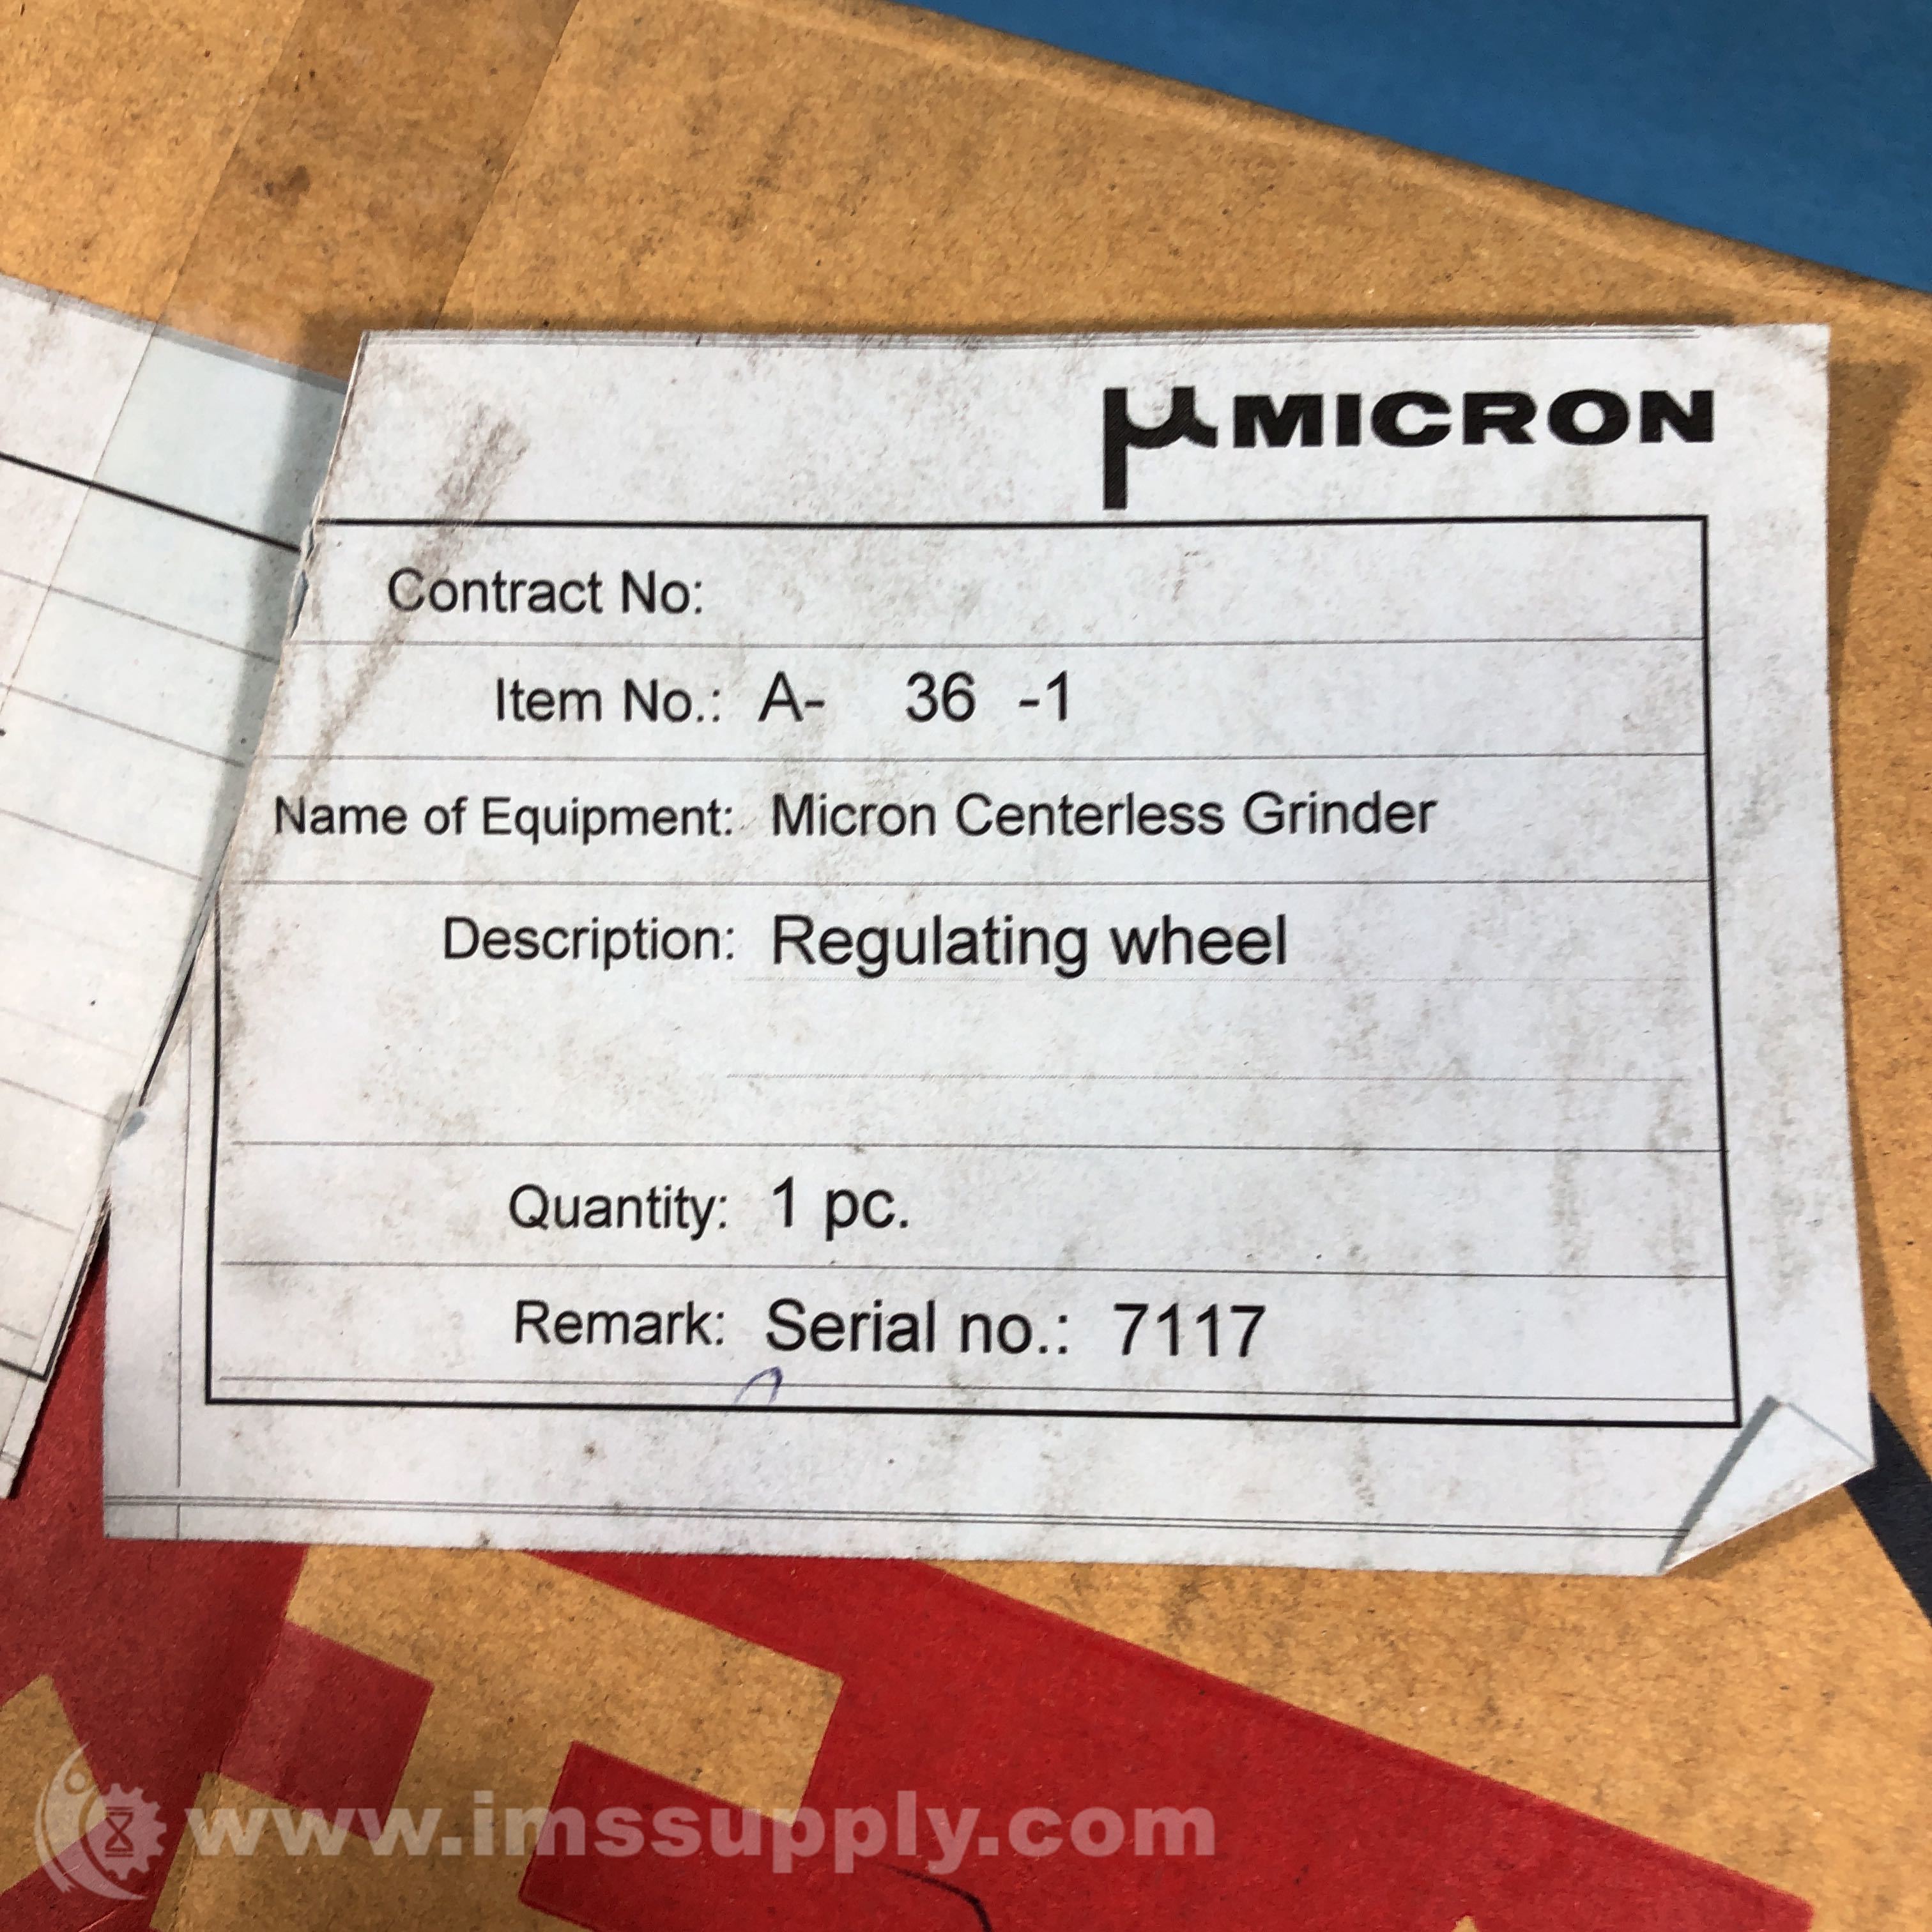 µMICRON
Contract No:
Item No.: A- 36 -1
Name of Equipment: Micron Centerless Grinder
Description: Regulating wheel
Quantity: 1 pc.
Remark: Serial no.: 7117
www.imssupply.com